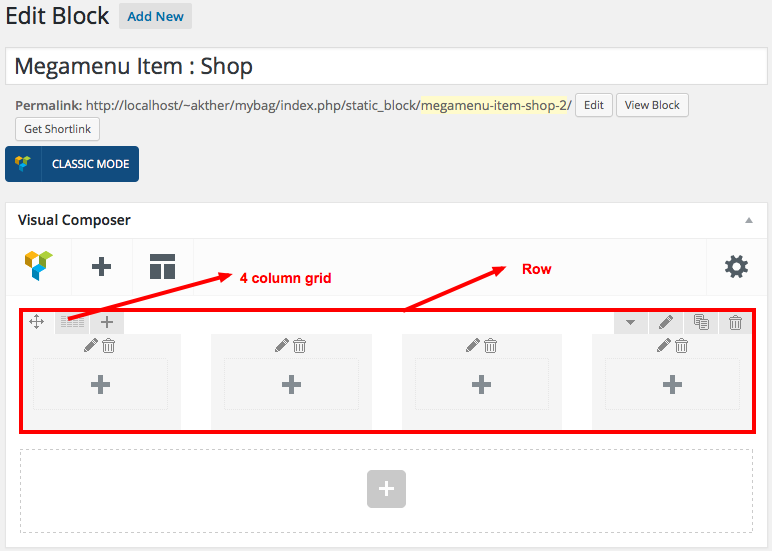 Edit Block Add New
Megamenu Item : Shop
Permalink: http://localhost/~akther/mybag/index.php/static_block/megamenu-item-shop-2/ Edit View Block
Get Shortlink
CLASSIC MODE
Visual Composer
4 column grid
Row